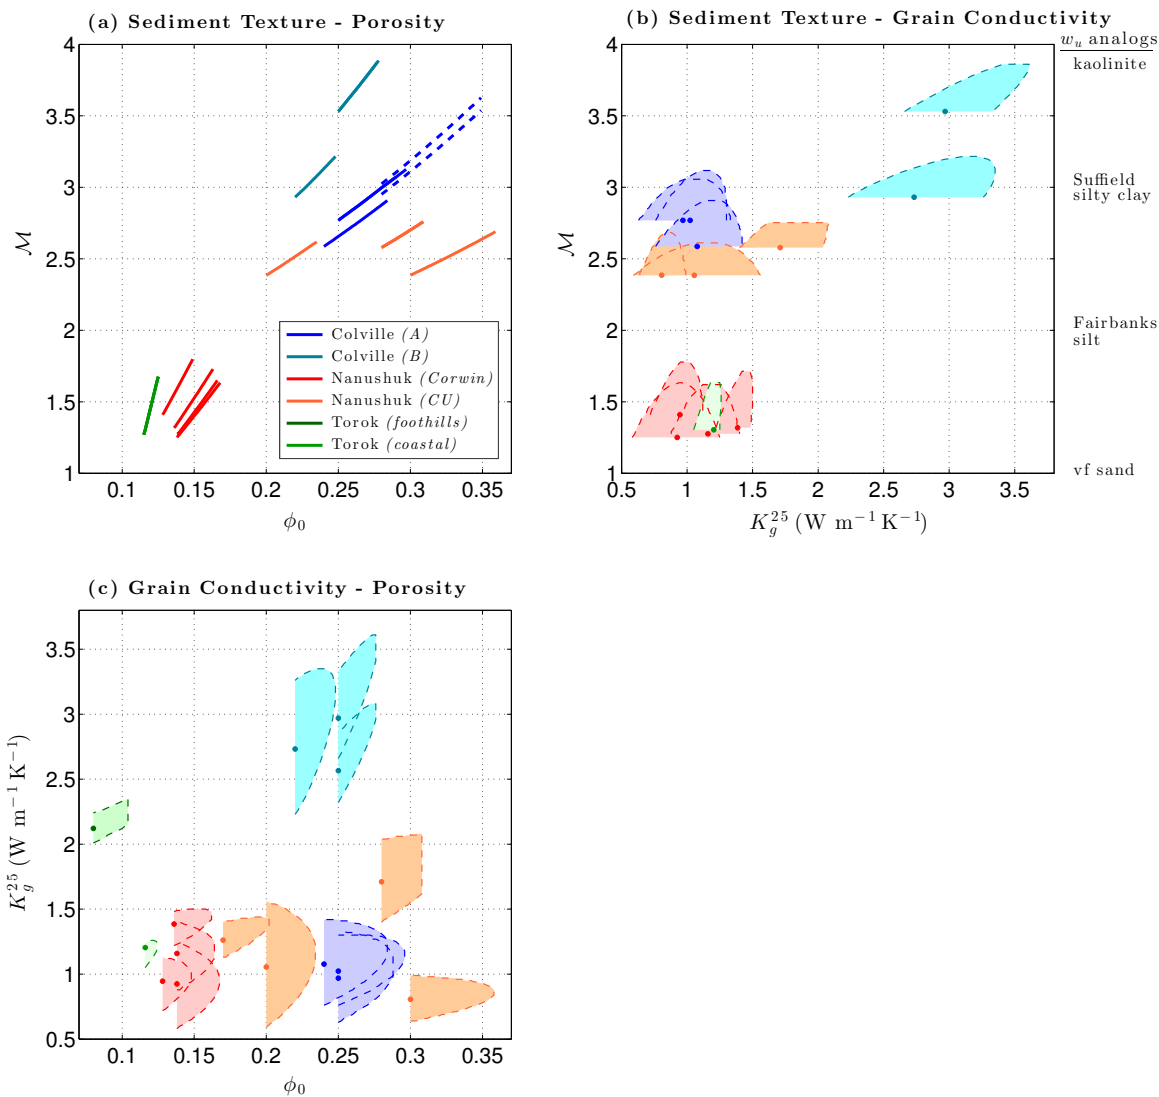 (a) Sediment Texture - Porosity
4
3.5
3
2.5
2
1.5
1
ℳ
0.1
0.15
0.2
0.25
0.3
0.35
ϕ₀
Colville (A)
Colville (B)
Nanushuk (Corwin)
Nanushuk (CU)
Torok (foothills)
Torok (coastal)
(b) Sediment Texture - Grain Conductivity
4
3.5
3
2.5
2
1.5
1
ℳ
0.5
1
1.5
2
2.5
3
3.5
K_g^25 (W m⁻¹ K⁻¹)
w_u analogs
kaolinite
Suffield
silty clay
Fairbanks
silt
vf sand
(c) Grain Conductivity - Porosity
3.5
3
2.5
2
1.5
1
0.5
K_g^25 (W m⁻¹ K⁻¹)
0.1
0.15
0.2
0.25
0.3
0.35
ϕ₀